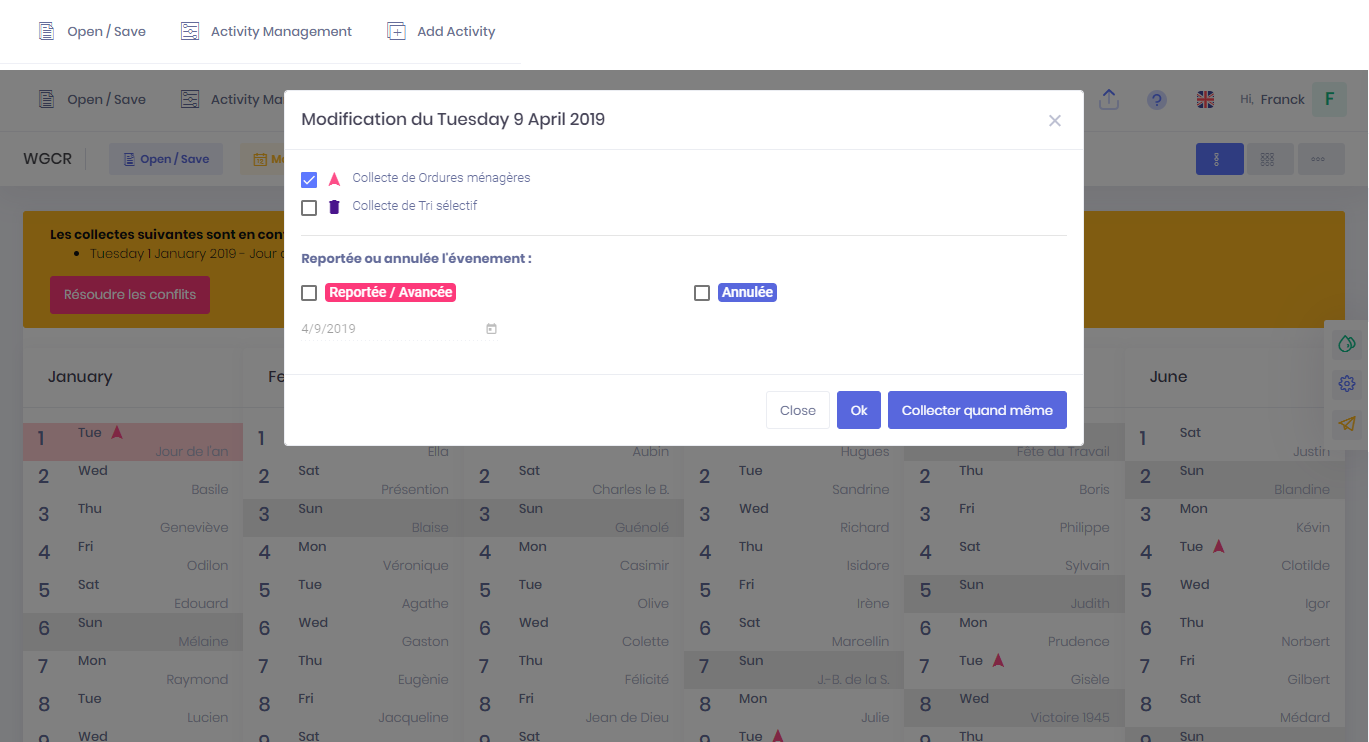 Open / Save Activity Management Add Activity
Open / Save Activity Ma Hi, Franck F
WGCR Open / Save
Modification du Tuesday 9 April 2019
Collecte de Ordures ménagères
Collecte de Tri sélectif
Reportée ou annulée l'évenement :
Reportée / Avancée Annulée
4/9/2019
Close Ok Collecter quand même
Les collectes suivantes sont en con
Tuesday 1 January 2019 - Jour
Résoudre les conflits
January Fe June
1 Tue Jour de l'an 1 Ella Aubin Hugues Fête du Travail 1 Sat Justin
2 Wed Basile 2 Sat Présention 2 Sat Charles le B. 2 Tue Sandrine 2 Thu Boris 2 Sun Blandine
3 Thu Geneviève 3 Sun Blaise 3 Sun Guénolé 3 Wed Richard 3 Fri Philippe 3 Mon Kévin
4 Fri Odilon 4 Mon Véronique 4 Mon Casimir 4 Thu Isidore 4 Sat Sylvain 4 Tue Clotilde
5 Sat Edouard 5 Tue Agathe 5 Tue Olive 5 Fri Irène 5 Sun Judith 5 Wed Igor
6 Sun Mélaine 6 Wed Gaston 6 Wed Colette 6 Sat Marcellin 6 Mon Prudence 6 Thu Norbert
7 Mon Raymond 7 Thu Eugènie 7 Thu Félicité 7 Sun J.-B. de la S. 7 Tue Gisèle 7 Fri Gilbert
8 Tue Lucien 8 Fri Jacqueline 8 Fri Jean de Dieu 8 Mon Julie 8 Wed Victoire 1945 8 Sat Médard
9 Wed 9 Sat 9 Sat 9 Tue 9 Thu 9 Sun